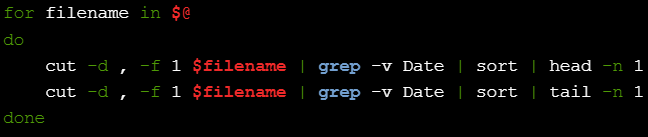 for filename in $@
do
    cut -d , -f 1 $filename | grep -v Date | sort | head -n 1
    cut -d , -f 1 $filename | grep -v Date | sort | tail -n 1
done